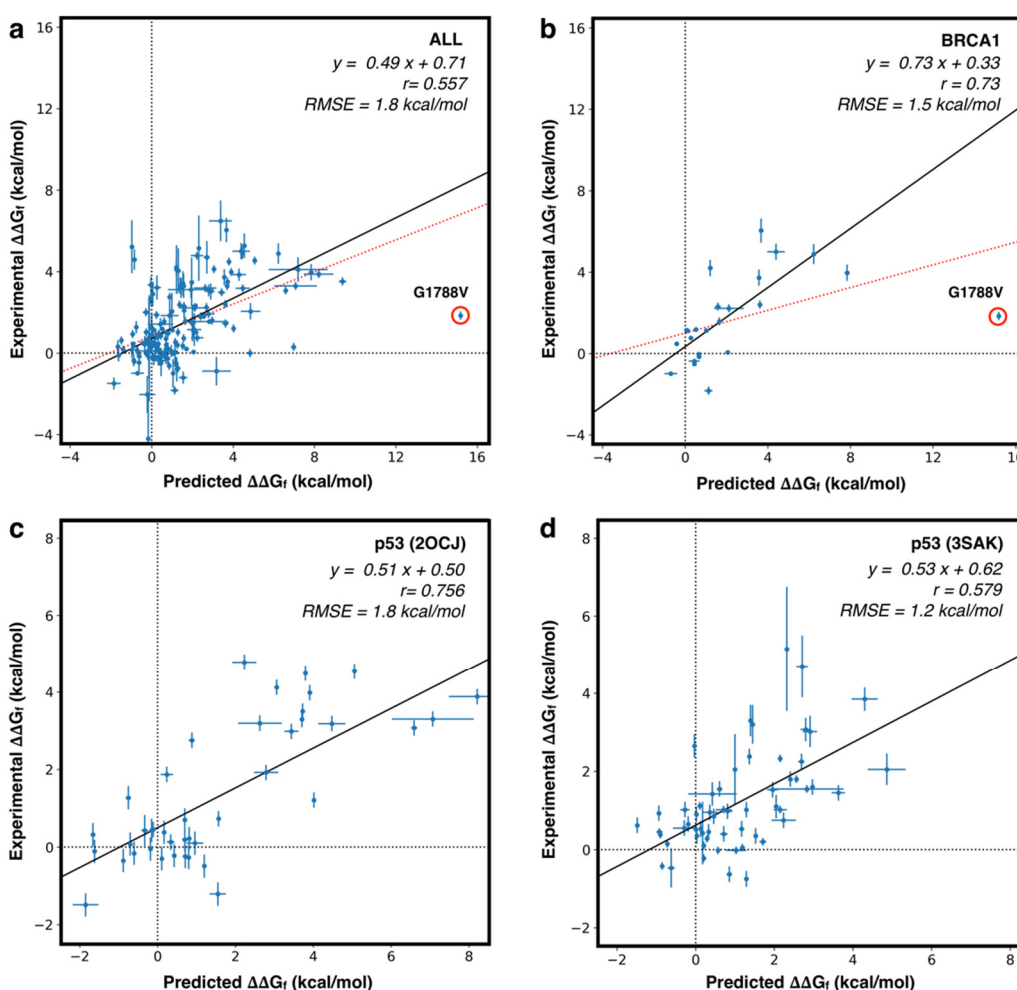 a
ALL
y = 0.49 x + 0.71
r= 0.557
RMSE = 1.8 kcal/mol
16
12
8
4
0
−4
G1788V
−4 0 4 8 12 16
Experimental ΔΔGf (kcal/mol)
Predicted ΔΔGf (kcal/mol)
b
BRCA1
y = 0.73 x + 0.33
r = 0.73
RMSE = 1.5 kcal/mol
16
12
8
4
0
−4
G1788V
−4 0 4 8 12 16
Experimental ΔΔGf (kcal/mol)
Predicted ΔΔGf (kcal/mol)
c
p53 (2OCJ)
y = 0.51 x + 0.50
r= 0.756
RMSE = 1.8 kcal/mol
8
6
4
2
0
−2
−2 0 2 4 6 8
Experimental ΔΔGf (kcal/mol)
Predicted ΔΔGf (kcal/mol)
d
p53 (3SAK)
y = 0.53 x + 0.62
r = 0.579
RMSE = 1.2 kcal/mol
8
6
4
2
0
−2
−2 0 2 4 6 8
Experimental ΔΔGf (kcal/mol)
Predicted ΔΔGf (kcal/mol)